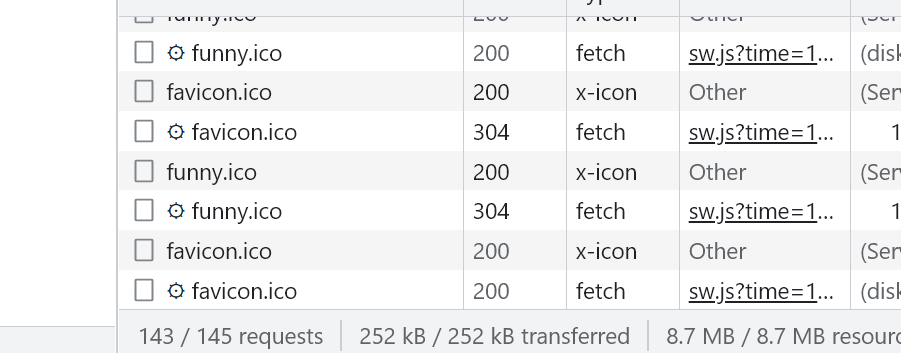 funny.ico 200 x-icon Other (Ser
funny.ico 200 fetch sw.js?time=1... (disk
favicon.ico 200 x-icon Other (Ser
favicon.ico 304 fetch sw.js?time=1... 1
funny.ico 200 x-icon Other (Ser
funny.ico 304 fetch sw.js?time=1... 1
favicon.ico 200 x-icon Other (Ser
favicon.ico 200 fetch sw.js?time=1... (disk
143 / 145 requests 252 kB / 252 kB transferred 8.7 MB / 8.7 MB resourc